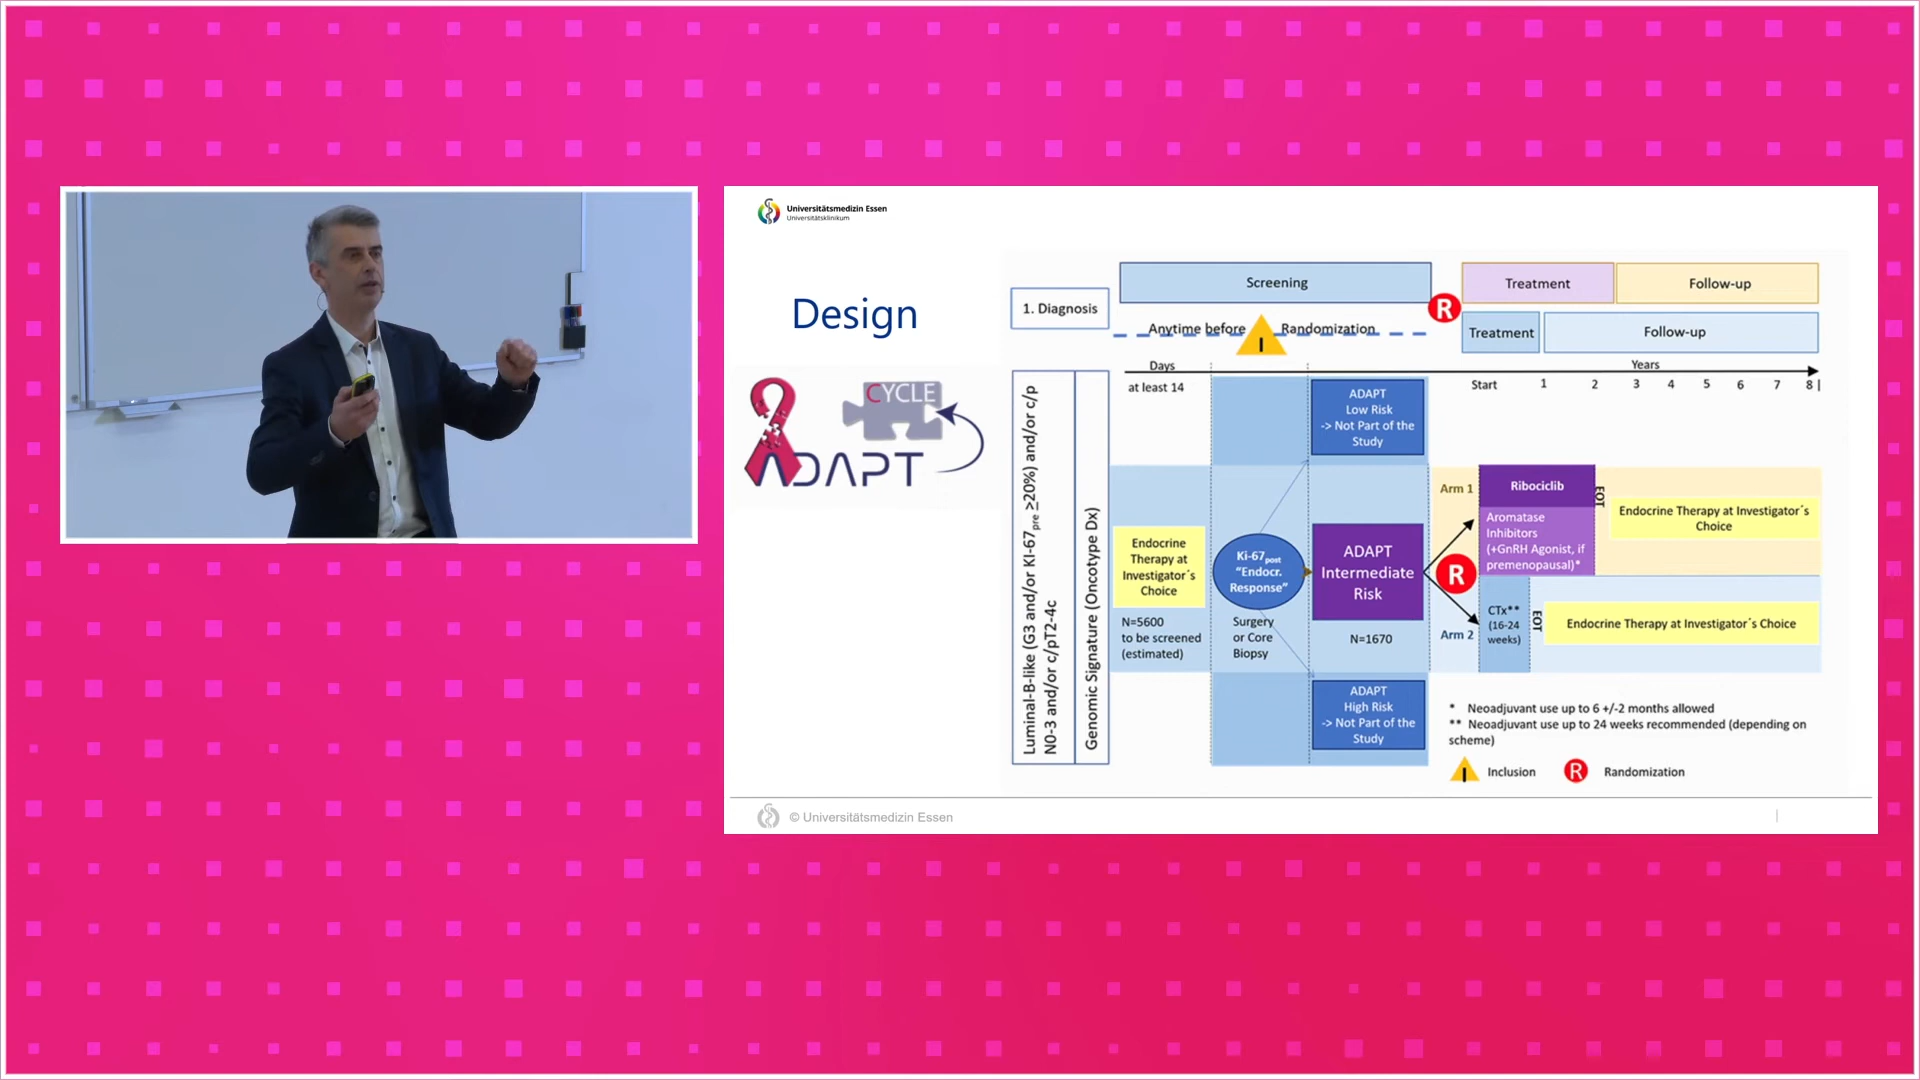 Universitätsmedizin Essen
Universitätsklinikum
Design
CYCLE
ADAPT
1. Diagnosis
Screening
Anytime before
I
Randomization
R
Treatment
Follow-up
Treatment
Follow-up
Days
at least 14
Years
Start
1
2
3
4
5
6
7
8
Luminal-B-like (G3 and/or KI-67pre ≥20%) and/or c/p
N0-3 and/or c/pT2-4c
Genomic Signature (Oncotype Dx)
Endocrine
Therapy at
Investigator´s
Choice
N=5600
to be screened
(estimated)
Ki-67post
"Endocr.
Response"
Surgery
or Core
Biopsy
ADAPT
Low Risk
-> Not Part of the
Study
ADAPT
Intermediate
Risk
N=1670
ADAPT
High Risk
-> Not Part of the
Study
Arm 1
R
Arm 2
Ribociclib
Aromatase
Inhibitors
(+GnRH Agonist, if
premenopausal)*
EOT
Endocrine Therapy at Investigator´s
Choice
CTx**
(16-24
weeks)
EOT
Endocrine Therapy at Investigator´s Choice
* Neoadjuvant use up to 6 +/-2 months allowed
** Neoadjuvant use up to 24 weeks recommended (depending on
scheme)
I Inclusion
R Randomization
© Universitätsmedizin Essen